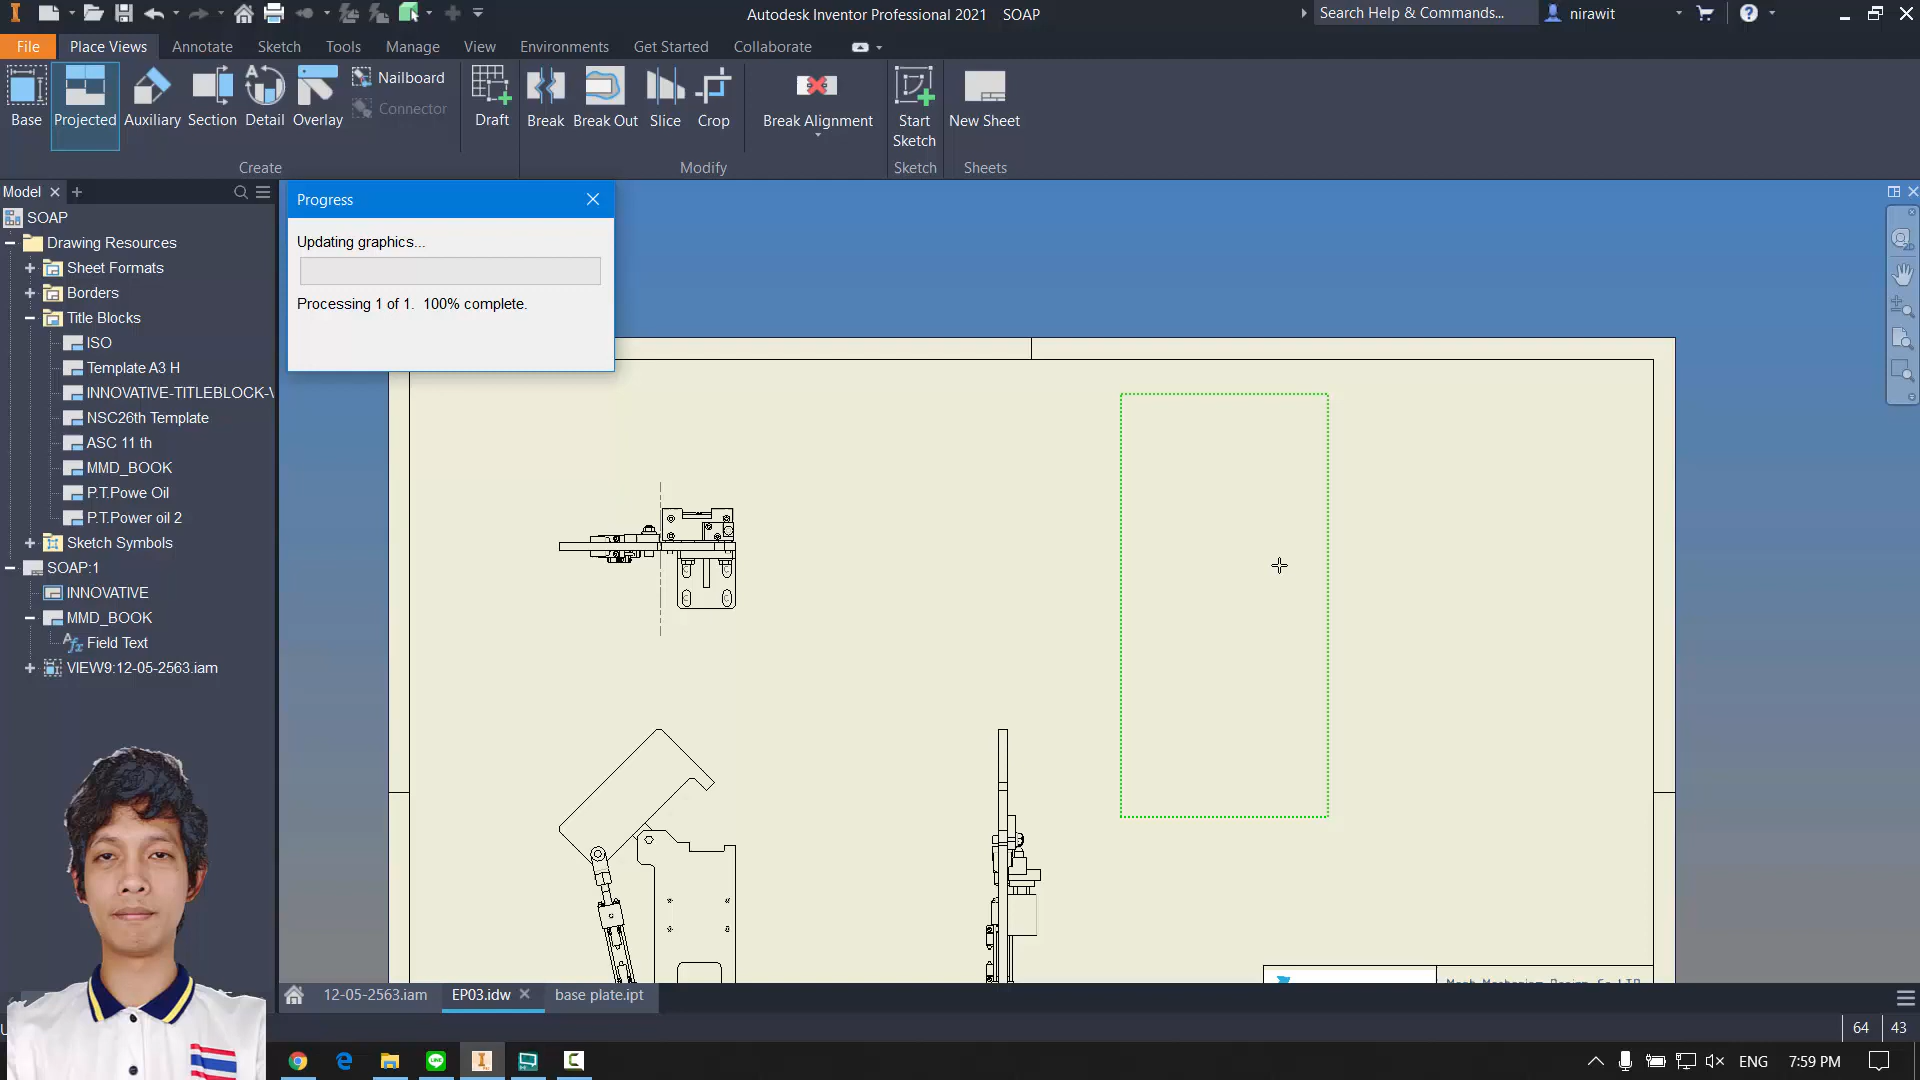 Autodesk Inventor Professional 2021 SOAP
Search Help & Commands...
nirawit
File
Place Views
Annotate
Sketch
Tools
Manage
View
Environments
Get Started
Collaborate
Base
Projected
Auxiliary
Section
Detail
Overlay
Nailboard
Connector
Draft
Break
Break Out
Slice
Crop
Break Alignment
Start
Sketch
New Sheet
Create
Modify
Sketch
Sheets
Model
SOAP
Drawing Resources
Sheet Formats
Borders
Title Blocks
ISO
Template A3 H
INNOVATIVE-TITLEBLOCK-V
NSC26th Template
ASC 11 th
MMD_BOOK
P.T.Powe Oil
P.T.Power oil 2
Sketch Symbols
SOAP:1
INNOVATIVE
MMD_BOOK
Field Text
VIEW9:12-05-2563.iam
Progress
Updating graphics...
Processing 1 of 1. 100% complete.
12-05-2563.iam
EP03.idw
base plate.ipt
64
43
ENG
7:59 PM